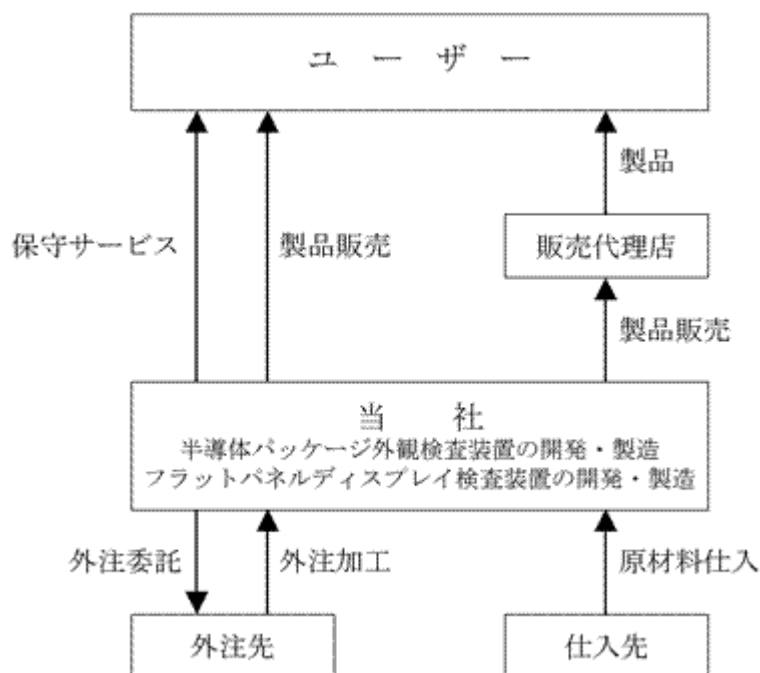 ユーザー
製品
保守サービス
製品販売
販売代理店
製品販売
当社
半導体パッケージ外観検査装置の開発・製造
フラットパネルディスプレイ検査装置の開発・製造
外注委託
外注加工
原材料仕入
外注先
仕入先